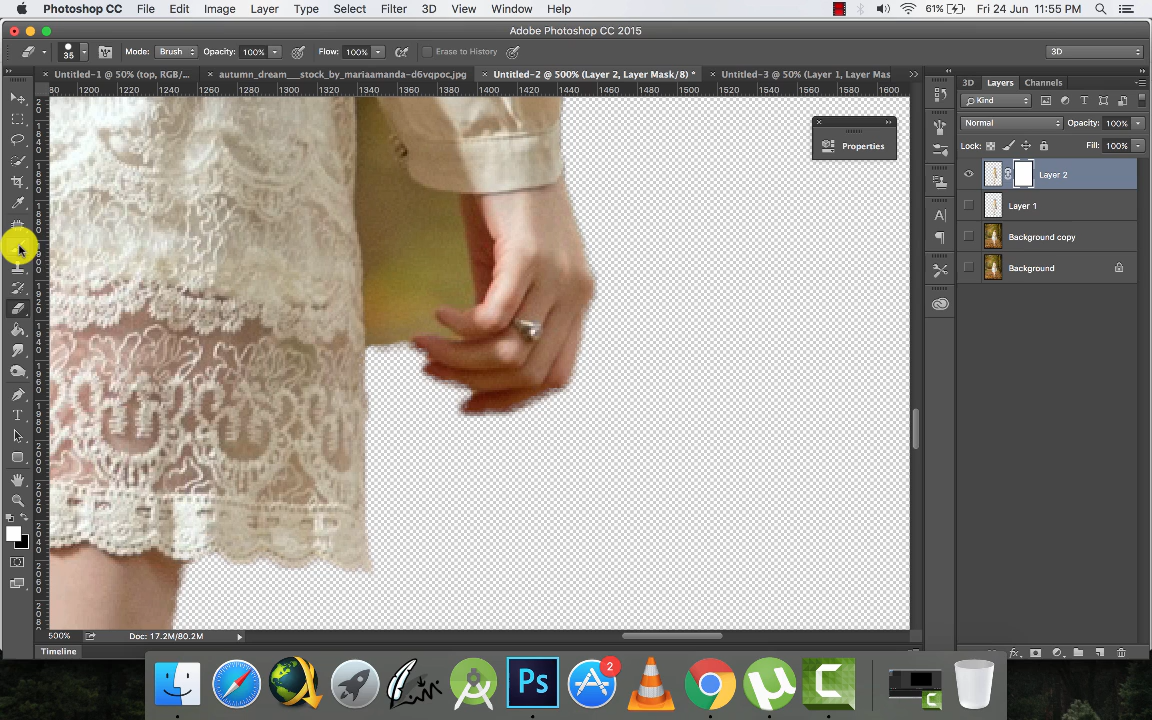 Photoshop CC File Edit Image Layer Type Select Filter 3D View Window Help 61% Fri 24 Jun 11:55 PM
Adobe Photoshop CC 2015
35 Mode: Brush Opacity: 100% Flow: 100% Erase to History 3D
Untitled-1 @ 50% (top, RGB/... × autumn_dream___stock_by_mariaamanda-d6vqpoc.jpg × Untitled-2 @ 500% (Layer 2, Layer Mask/8) * × Untitled-3 @ 50% (Layer 1, Layer Mas
80 1200 1220 1240 1260 1280 1300 1320 1340 1360 1380 1400 1420 1440 1460 1480 1500 1520 1540 1560 1580 1600
3D Layers Channels
Kind
Normal Opacity: 100%
Lock: Fill: 100%
Properties
Layer 2
Layer 1
Background copy
Background
500% Doc: 17.2M/80.2M
Timeline
2